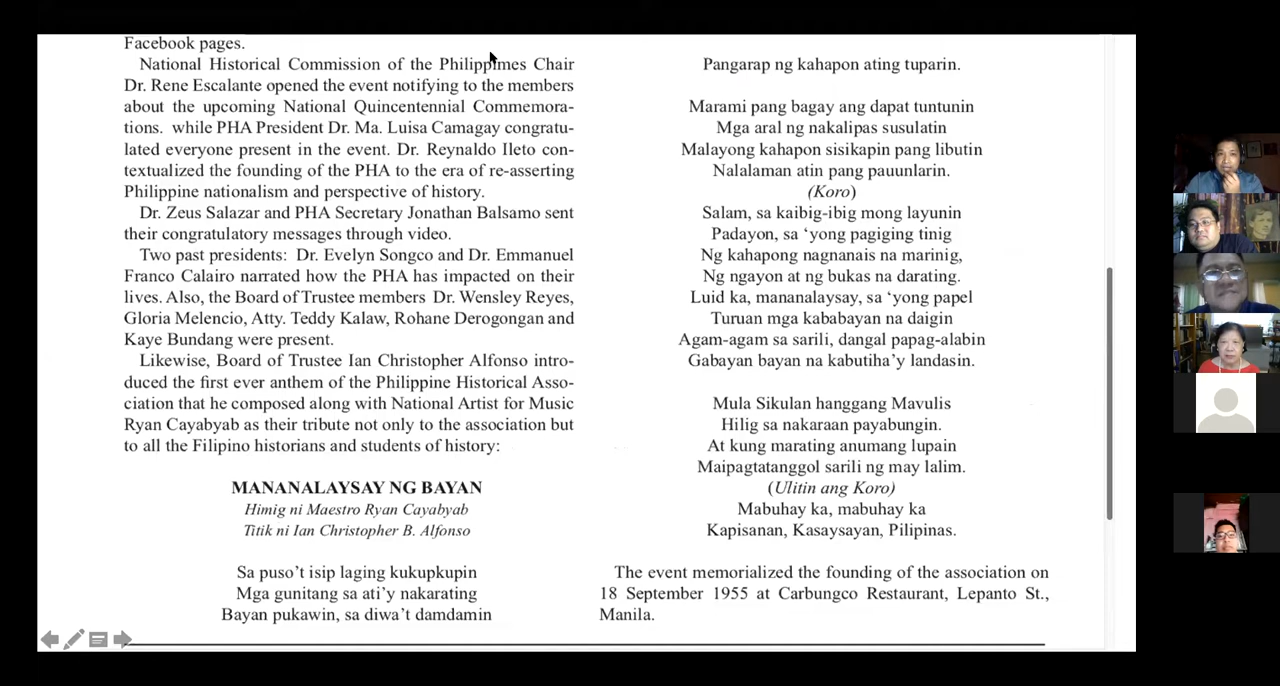 Facebook pages.
National Historical Commission of the Philippines Chair
Dr. Rene Escalante opened the event notifying to the members
about the upcoming National Quincentennial Commemora-
tions. while PHA President Dr. Ma. Luisa Camagay congratu-
lated everyone present in the event. Dr. Reynaldo Ileto con-
textualized the founding of the PHA to the era of re-asserting
Philippine nationalism and perspective of history.
Dr. Zeus Salazar and PHA Secretary Jonathan Balsamo sent
their congratulatory messages through video.
Two past presidents: Dr. Evelyn Songco and Dr. Emmanuel
Franco Calairo narrated how the PHA has impacted on their
lives. Also, the Board of Trustee members Dr. Wensley Reyes,
Gloria Melencio, Atty. Teddy Kalaw, Rohane Derogongan and
Kaye Bundang were present.
Likewise, Board of Trustee Ian Christopher Alfonso intro-
duced the first ever anthem of the Philippine Historical Asso-
ciation that he composed along with National Artist for Music
Ryan Cayabyab as their tribute not only to the association but
to all the Filipino historians and students of history:
MANANALAYSAY NG BAYAN
Himig ni Maestro Ryan Cayabyab
Titik ni Ian Christopher B. Alfonso
Sa puso’t isip laging kukupkupin
Mga gunitang sa ati’y nakarating
Bayan pukawin, sa diwa’t damdamin
Pangarap ng kahapon ating tuparin.
Marami pang bagay ang dapat tuntunin
Mga aral ng nakalipas susulatin
Malayong kahapon sisikapin pang libutin
Nalalaman atin pang pauunlarin.
(Koro)
Salam, sa kaibig-ibig mong layunin
Padayon, sa ‘yong pagiging tinig
Ng kahapong nagnanais na marinig,
Ng ngayon at ng bukas na darating.
Luid ka, mananalaysay, sa ‘yong papel
Turuan mga kababayan na daigin
Agam-agam sa sarili, dangal papag-alabin
Gabayan bayan na kabutiha’y landasin.
Mula Sikulan hanggang Mavulis
Hilig sa nakaraan payabungin.
At kung marating anumang lupain
Maipagtatanggol sarili ng may lalim.
(Ulitin ang Koro)
Mabuhay ka, mabuhay ka
Kapisanan, Kasaysayan, Pilipinas.
The event memorialized the founding of the association on
18 September 1955 at Carbungco Restaurant, Lepanto St.,
Manila.